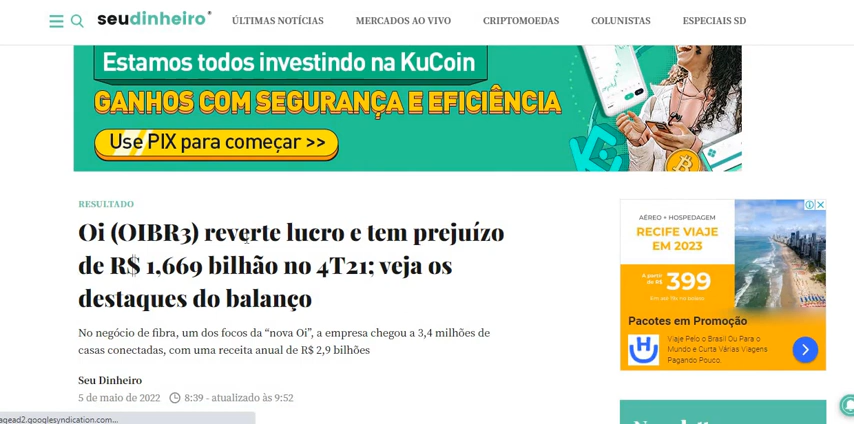 seudinheiro
ÚLTIMAS NOTÍCIAS
MERCADOS AO VIVO
CRIPTOMOEDAS
COLUNISTAS
ESPECIAIS SD
Estamos todos investindo na KuCoin
GANHOS COM SEGURANÇA E EFICIÊNCIA
Use PIX para começar >>
RESULTADO
Oi (OIBR3) reverte lucro e tem prejuízo
de R$ 1,669 bilhão no 4T21; veja os
destaques do balanço
No negócio de fibra, um dos focos da “nova Oi”, a empresa chegou a 3,4 milhões de
casas conectadas, com uma receita anual de R$ 2,9 bilhões
Seu Dinheiro
5 de maio de 2022 8:39 - atualizado às 9:52
AÉREO + HOSPEDAGEM
RECIFE VIAJE
EM 2023
A partir
de R$ 399
Pacotes em Promoção
Viaje Pelo o Brasil Ou Para o
Mundo e Curta Várias Viagens
Pagando Pouco.
agead2.googlesyndication.com...